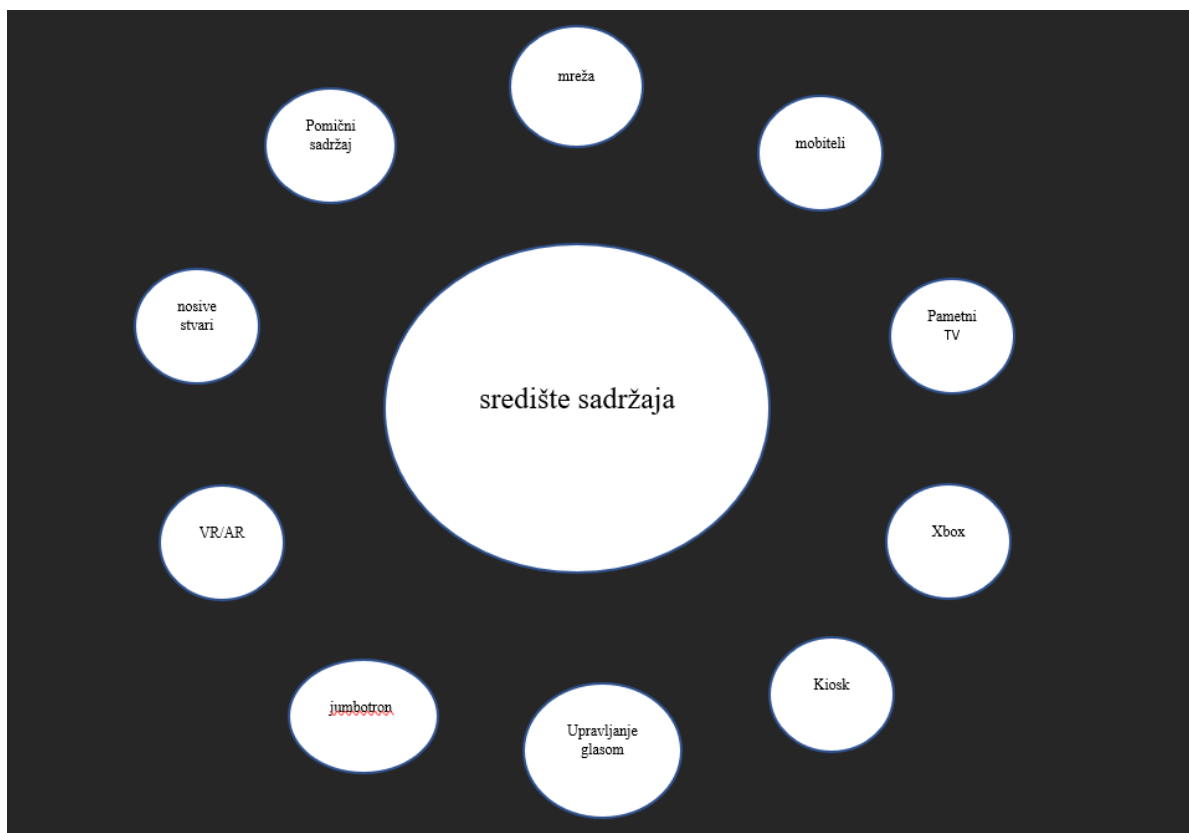 mreža
Pomični
sadržaj
mobiteli
nosive
stvari
Pametni
TV
središte sadržaja
VR/AR
Xbox
Kiosk
jumbotron
Upravljanje
glasom